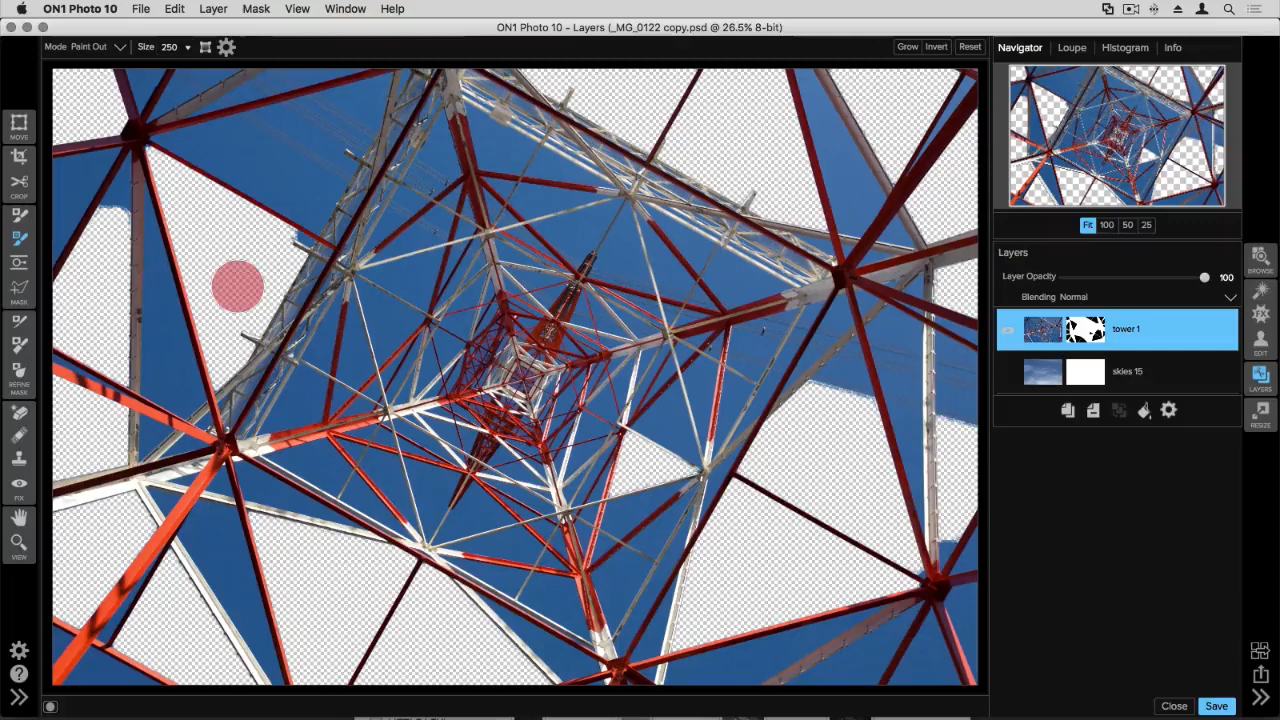 ON1 Photo 10 File Edit Layer Mask View Window Help
ON1 Photo 10 - Layers (_MG_0122 copy.psd @ 26.5% 8-bit)
Mode Paint Out Size 250 Grow Invert Reset
Navigator Loupe Histogram Info
MOVE
CROP
MASK
REFINE
MASK
FIX
VIEW
Fit 100 50 25
Layers
Layer Opacity 100
Blending Normal
tower 1
skies 15
BROWSE
FX
EDIT
LAYERS
RESIZE
Close Save